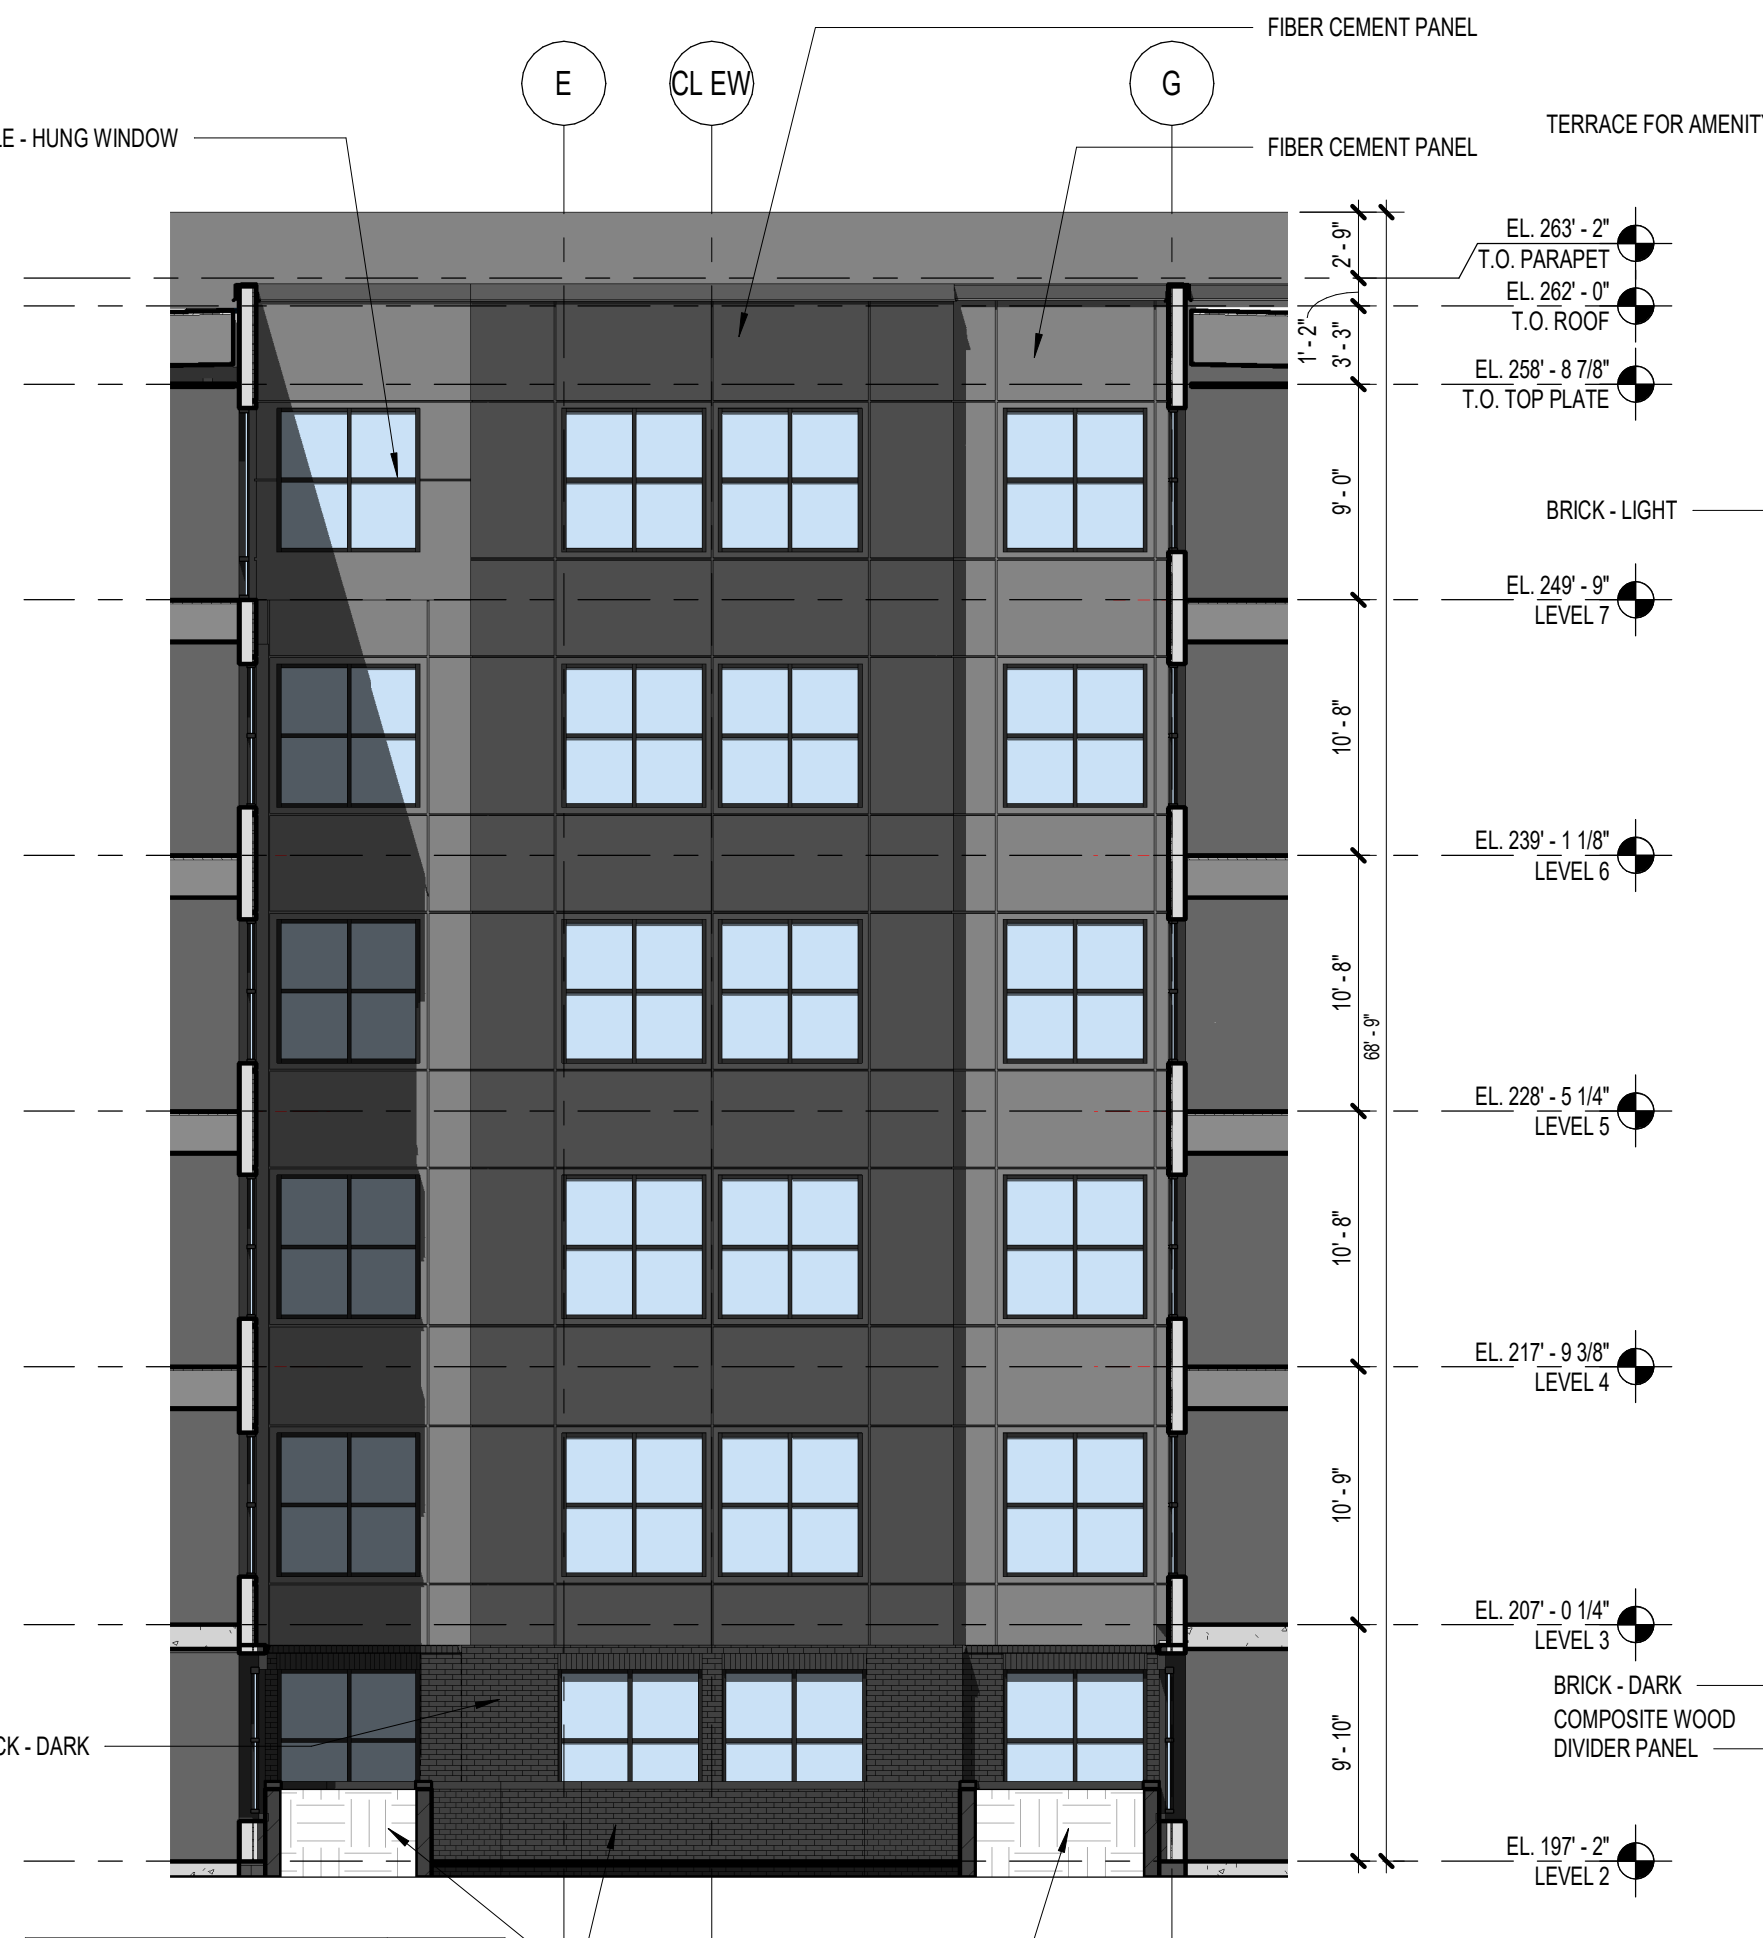 FIBER CEMENT PANEL
E
CL EW
G
TERRACE FOR AMENITY
LE - HUNG WINDOW
FIBER CEMENT PANEL
2' - 9"
EL. 263' - 2"
T.O. PARAPET
EL. 262' - 0"
T.O. ROOF
1' - 2"
3' - 3"
EL. 258' - 8 7/8"
T.O. TOP PLATE
9' - 0"
BRICK - LIGHT
EL. 249' - 9"
LEVEL 7
10' - 8"
EL. 239' - 1 1/8"
LEVEL 6
10' - 8"
68' - 9"
EL. 228' - 5 1/4"
LEVEL 5
10' - 8"
EL. 217' - 9 3/8"
LEVEL 4
10' - 9"
EL. 207' - 0 1/4"
LEVEL 3
BRICK - DARK
COMPOSITE WOOD
DIVIDER PANEL
CK - DARK
9' - 10"
EL. 197' - 2"
LEVEL 2